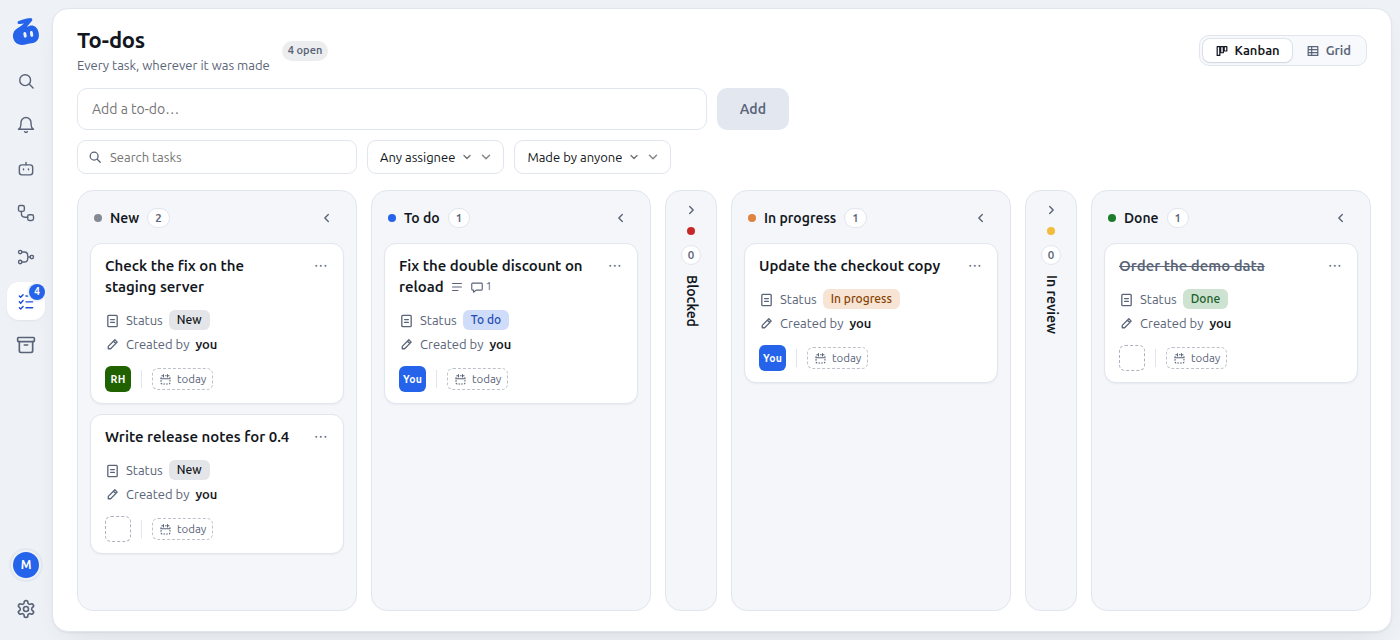 To-dos
4 open
Every task, wherever it was made
Kanban
Grid
Add a to-do...
Add
Search tasks
Any assignee
Made by anyone
New
2
Check the fix on the
staging server
Status New
Created by you
RH
today
Write release notes for 0.4
Status New
Created by you
today
To do
1
Fix the double discount on
reload 1
Status To do
Created by you
You
today
0
Blocked
In progress
1
Update the checkout copy
Status In progress
Created by you
You
today
0
In review
Done
1
Order the demo data
Status Done
Created by you
today
4
M